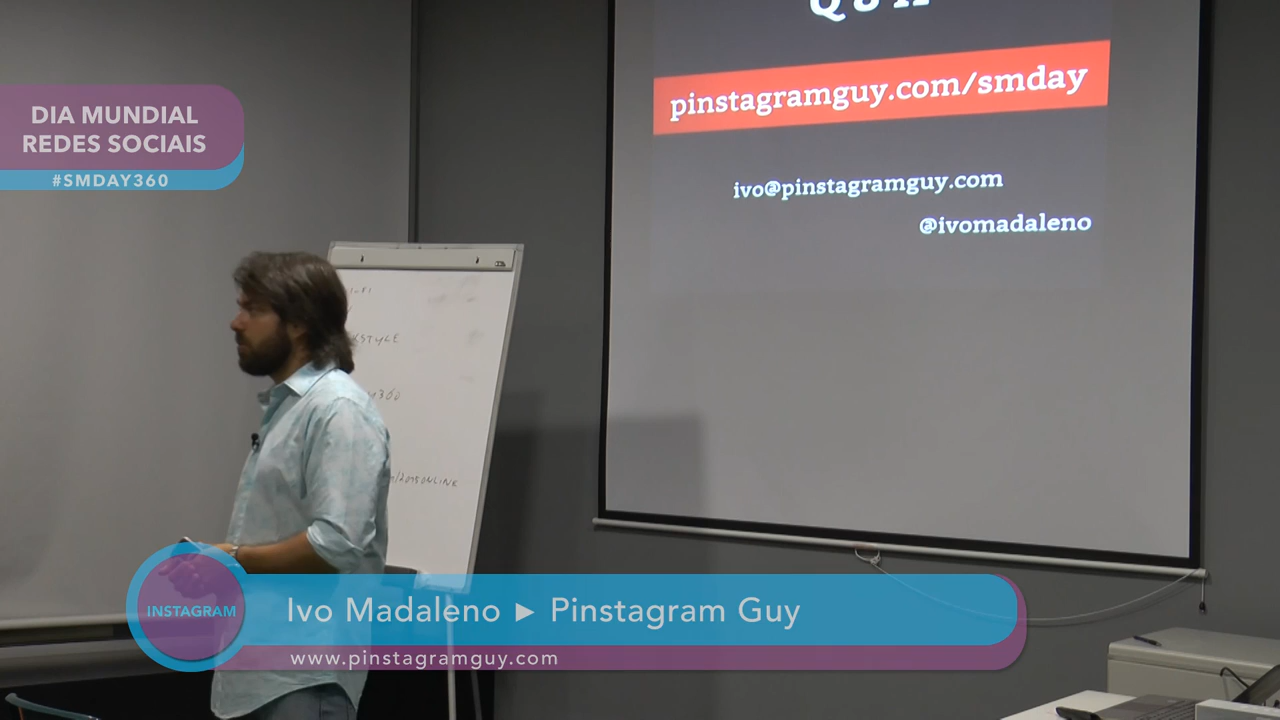 DIA MUNDIAL
REDES SOCIAIS
#SMDAY360
pinstagramguy.com/smday
ivo@pinstagramguy.com
@ivomadaleno
INSTAGRAM
Ivo Madaleno ► Pinstagram Guy
www.pinstagramguy.com